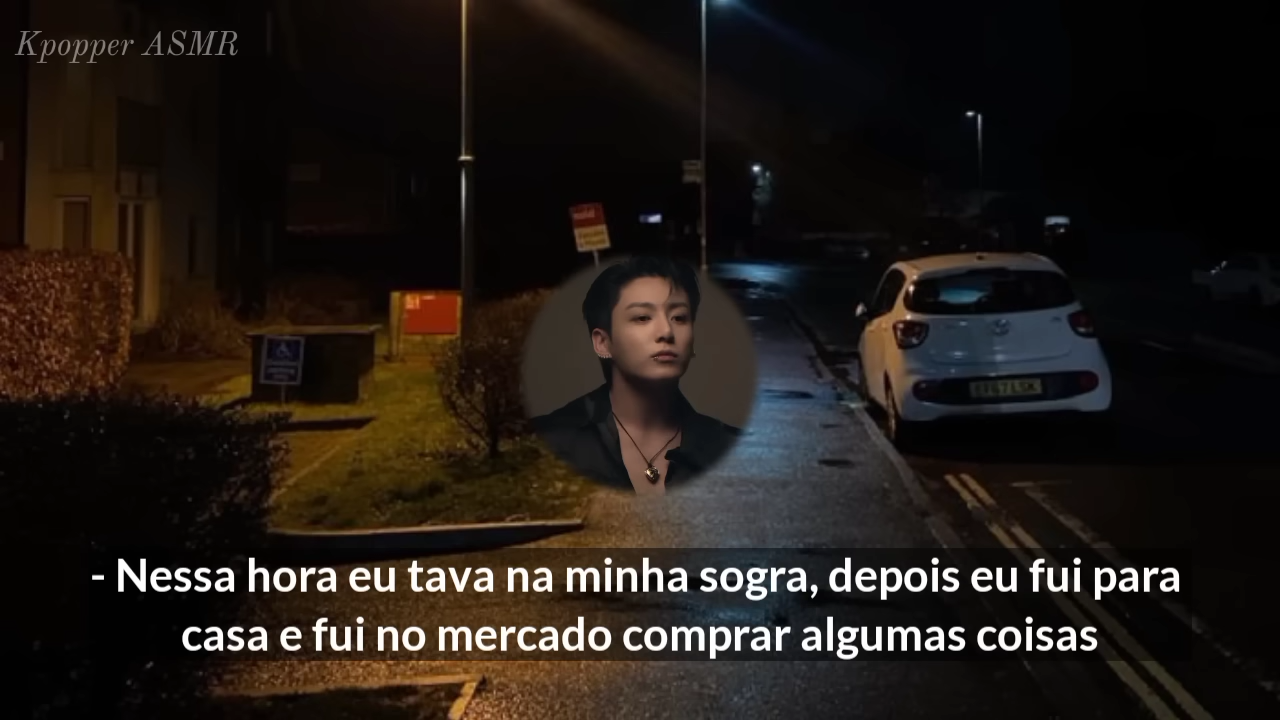 Kpopper ASMR
- Nessa hora eu tava na minha sogra, depois eu fui para
casa e fui no mercado comprar algumas coisas